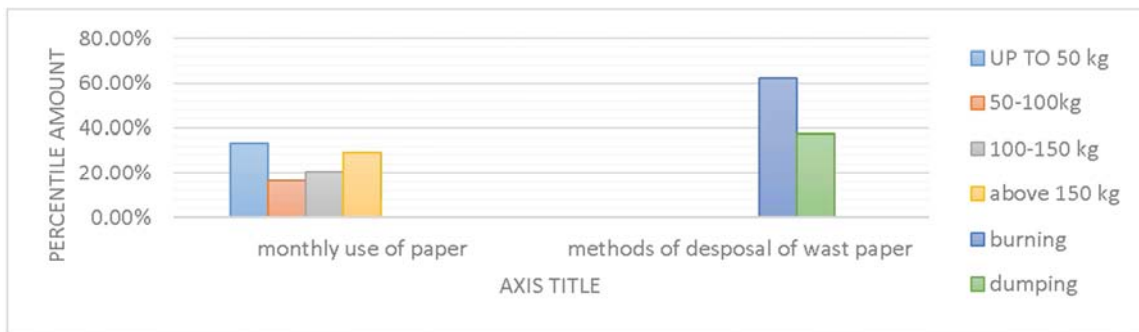 80.00%
60.00%
40.00%
20.00%
0.00%
PERCENTILE AMOUNT
monthly use of paper
methods of desposal of wast paper
AXIS TITLE
UP TO 50 kg
50-100kg
100-150 kg
above 150 kg
burning
dumping